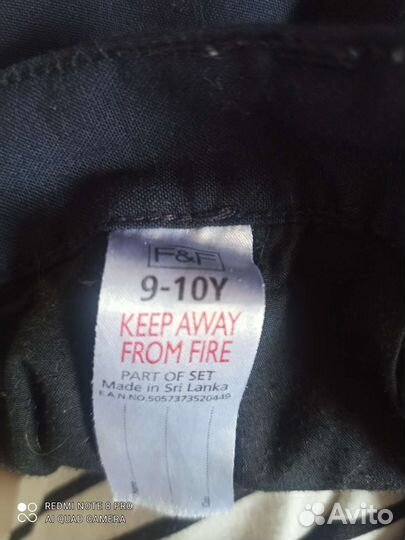 F&F
9-10Y
KEEP AWAY
FROM FIRE
PART OF SET
Made in Sri Lanka
E.A.N.NO.5057373520449
REDMI NOTE 8 PRO
AI QUAD CAMERA
Avito